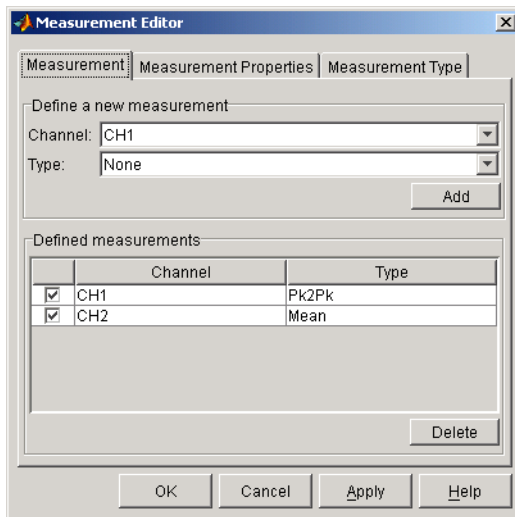 Measurement Editor
Measurement Measurement Properties Measurement Type
Define a new measurement
Channel: CH1
Type: None
Add
Defined measurements
Channel Type
CH1 Pk2Pk
CH2 Mean
Delete
OK Cancel Apply Help